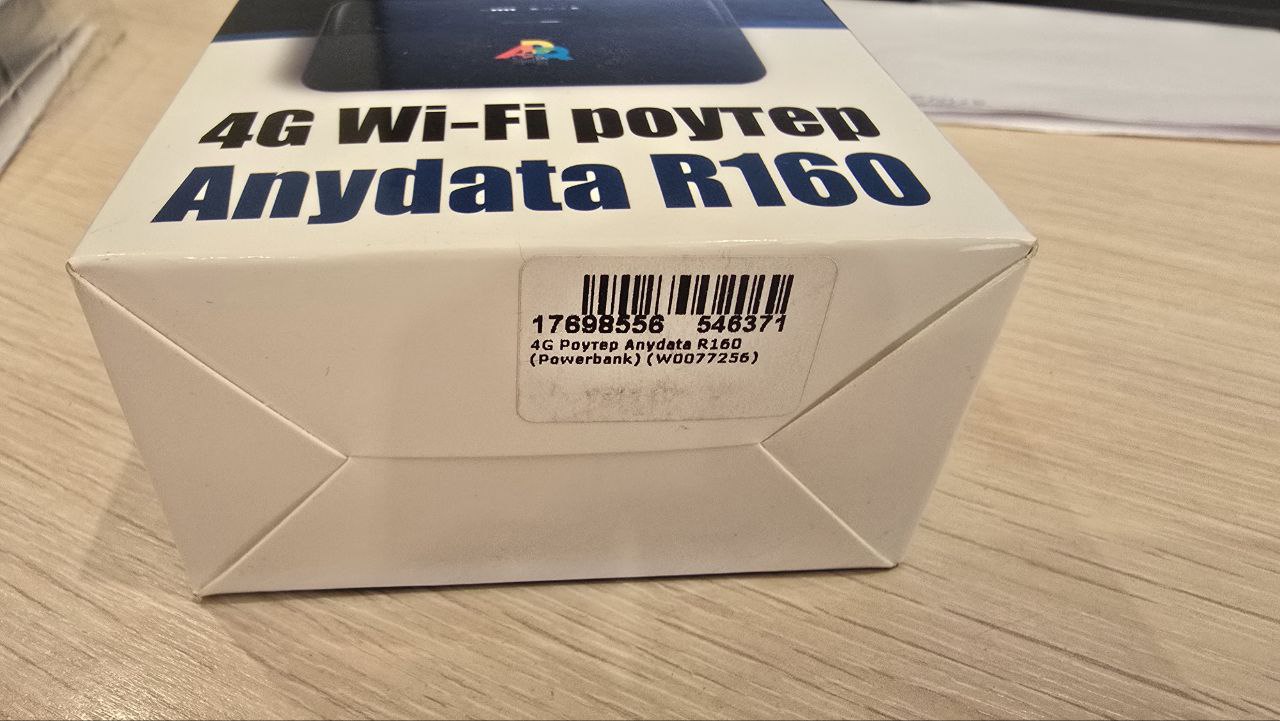 4G Wi-Fi роутер
Anydata R160
17698556 546371
4G Роутер Anydata R160
(Powerbank) (W0077256)